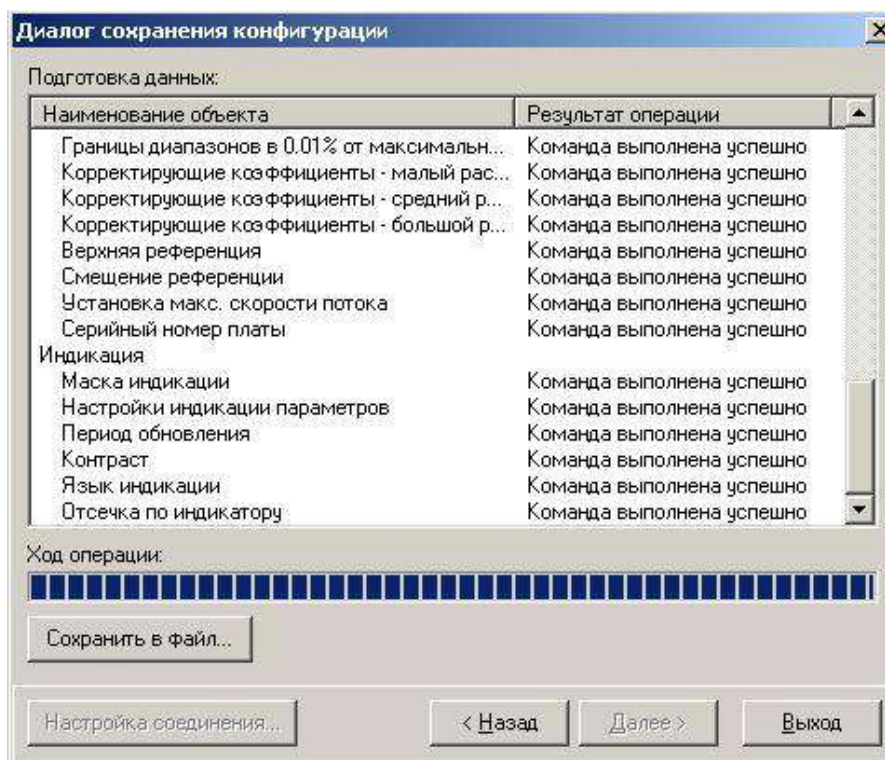 Диалог сохранения конфигурации
Подготовка данных:
Наименование объекта Результат операции
Границы диапазонов в 0.01% от максимальн... Команда выполнена успешно
Корректирующие коэффициенты - малый рас... Команда выполнена успешно
Корректирующие коэффициенты - средний р... Команда выполнена успешно
Корректирующие коэффициенты - большой р... Команда выполнена успешно
Верхняя референция Команда выполнена успешно
Смещение референции Команда выполнена успешно
Установка макс. скорости потока Команда выполнена успешно
Серийный номер платы Команда выполнена успешно
Индикация
Маска индикации Команда выполнена успешно
Настройки индикации параметров Команда выполнена успешно
Период обновления Команда выполнена успешно
Контраст Команда выполнена успешно
Язык индикации Команда выполнена успешно
Отсечка по индикатору Команда выполнена успешно
Ход операции:
Сохранить в файл...
Настройка соединения... < Назад Далее > Выход